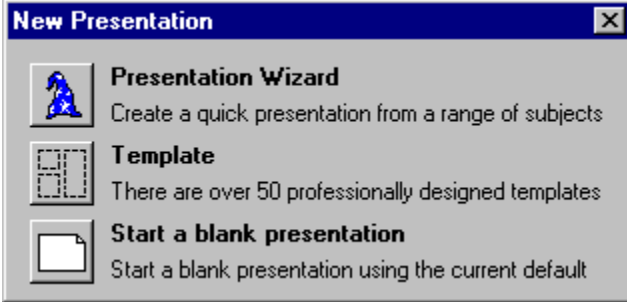 New Presentation
Presentation Wizard
Create a quick presentation from a range of subjects
Template
There are over 50 professionally designed templates
Start a blank presentation
Start a blank presentation using the current default